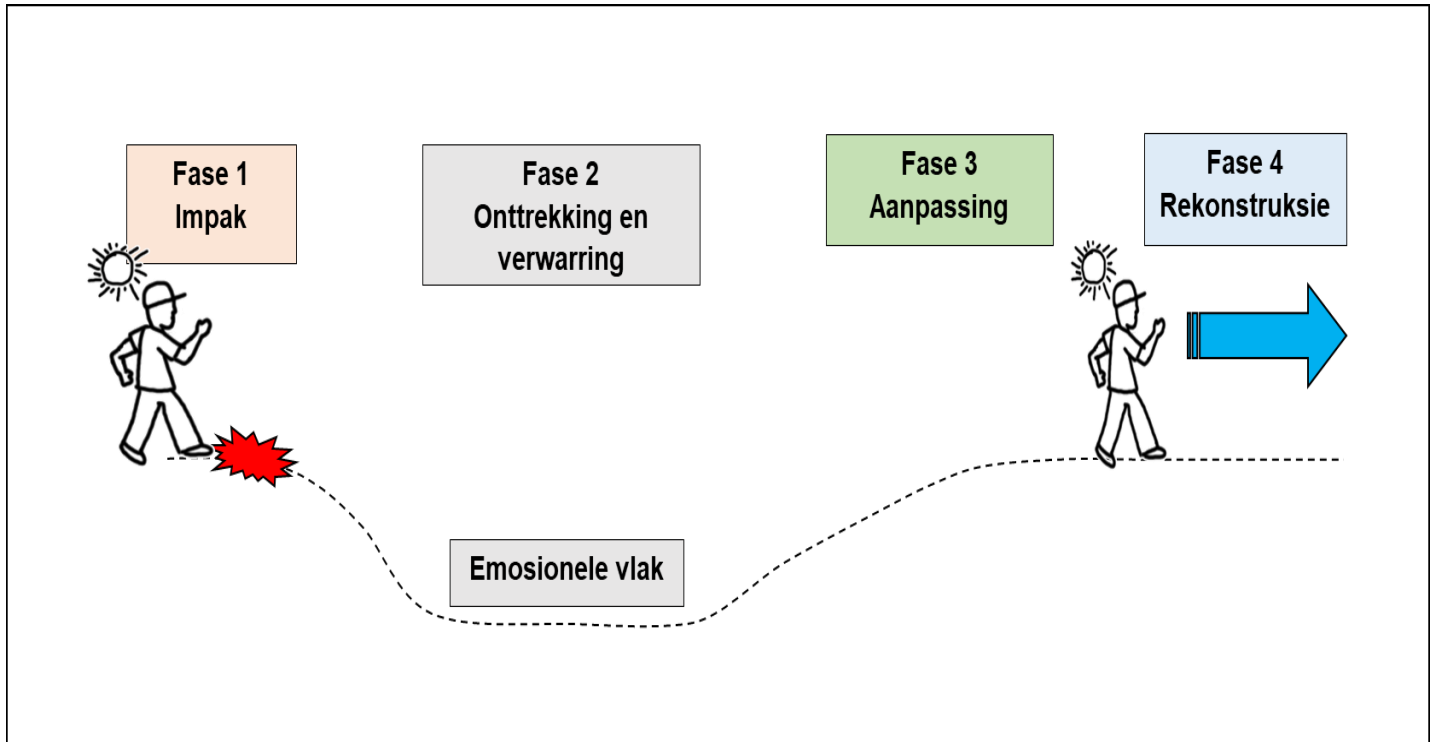 Fase 1
Impak
Fase 2
Onttrekking en
verwarring
Fase 3
Aanpassing
Fase 4
Rekonstruksie
Emosionele vlak